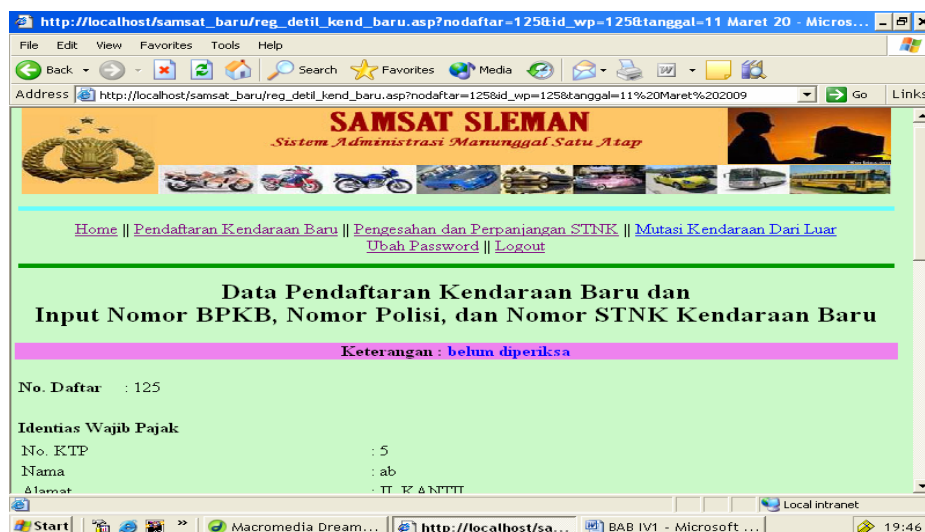 http://localhost/samsat_baru/reg_detil_kend_baru.asp?nodaftar=125&id_wp=125&tanggal=11 Maret 20 - Micros...
File Edit View Favorites Tools Help
Back Search Favorites Media
Address http://localhost/samsat_baru/reg_detil_kend_baru.asp?nodaftar=125&id_wp=125&tanggal=11%20Maret%202009 Go Links
SAMSAT SLEMAN
Sistem Administrasi Manunggal Satu Atap
Home || Pendaftaran Kendaraan Baru || Pengesahan dan Perpanjangan STNK || Mutasi Kendaraan Dari Luar
Ubah Password || Logout
Data Pendaftaran Kendaraan Baru dan
Input Nomor BPKB, Nomor Polisi, dan Nomor STNK Kendaraan Baru
Keterangan : belum diperiksa
No. Daftar : 125
Identias Wajib Pajak
No. KTP : 5
Nama : ab
Alamat :
Local intranet
Start » Macromedia Dream... http://localhost/sa... BAB IV1 - Microsoft ... 19:46